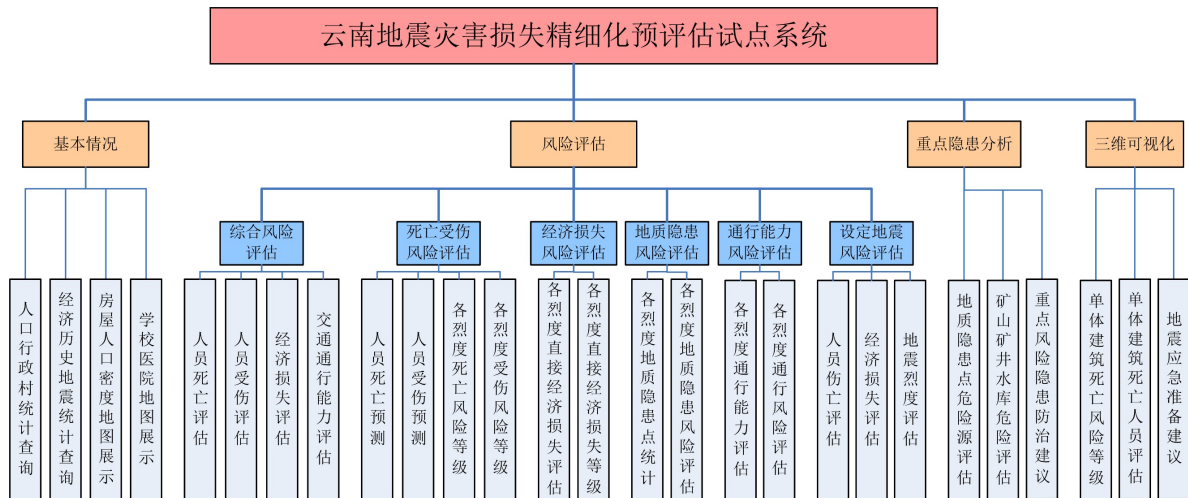 云南地震灾害损失精细化预评估试点系统
基本情况
风险评估
重点隐患分析
三维可视化
综合风险
评估
死亡受伤
风险评估
经济损失
风险评估
地质隐患
风险评估
通行能力
风险评估
设定地震
风险评估
人口行政村统计查询
经济历史地震统计查询
房屋人口密度地图展示
学校医院地图展示
人员死亡评估
人员受伤评估
经济损失评估
交通通行能力评估
人员死亡预测
人员受伤预测
各烈度死亡风险等级
各烈度受伤风险等级
各烈度直接经济损失评估
各烈度直接经济损失等级
各烈度地质隐患点统计
各烈度地质隐患风险评估
各烈度通行能力评估
各烈度通行风险评估
人员伤亡评估
经济损失评估
地震烈度评估
地质隐患点危险源评估
矿山矿井水库危险评估
重点风险隐患防治建议
单体建筑死亡风险等级
单体建筑死亡人员评估
地震应急准备建议